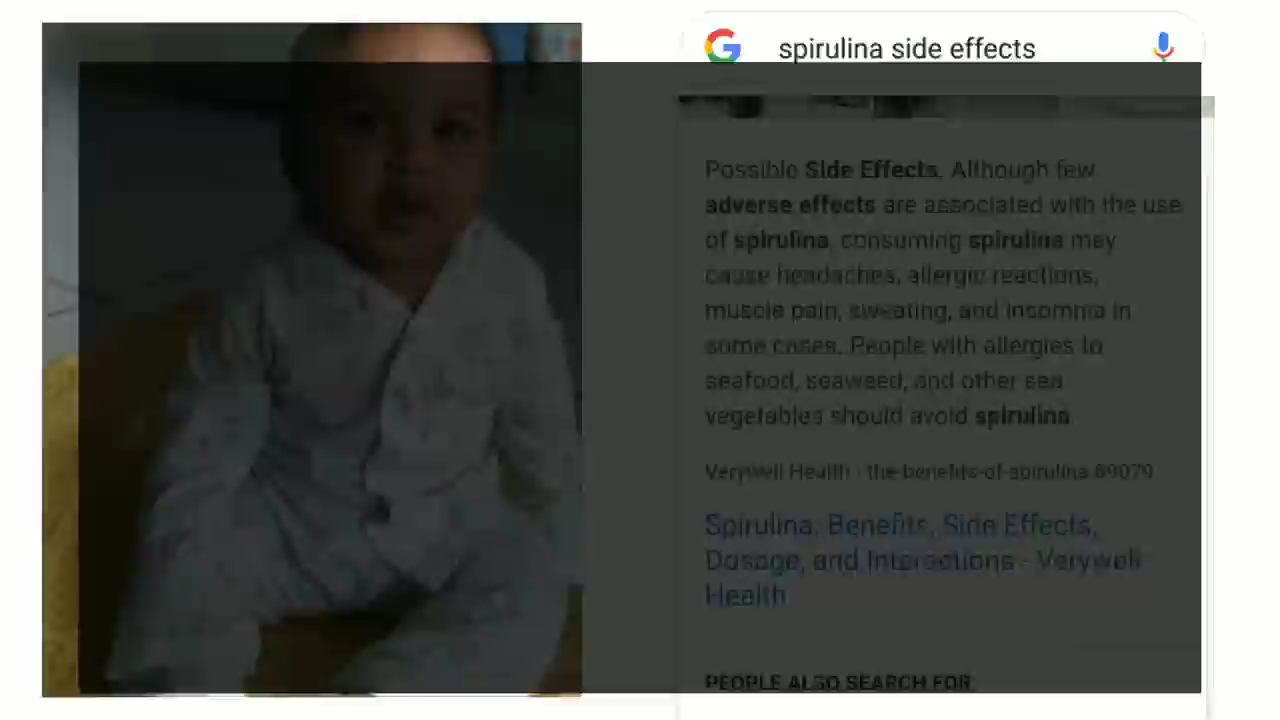 spirulina side effects
Possible Side Effects. Although few
adverse effects are associated with the use
of spirulina, consuming spirulina may
cause headaches, allergic reactions,
muscle pain, sweating, and insomnia in
some cases. People with allergies to
seafood, seaweed, and other sea
vegetables should avoid spirulina
Verywell Health · the-benefits-of-spirulina-89079
Spirulina: Benefits, Side Effects,
Dosage, and Interactions - Verywell
Health
PEOPLE ALSO SEARCH FOR